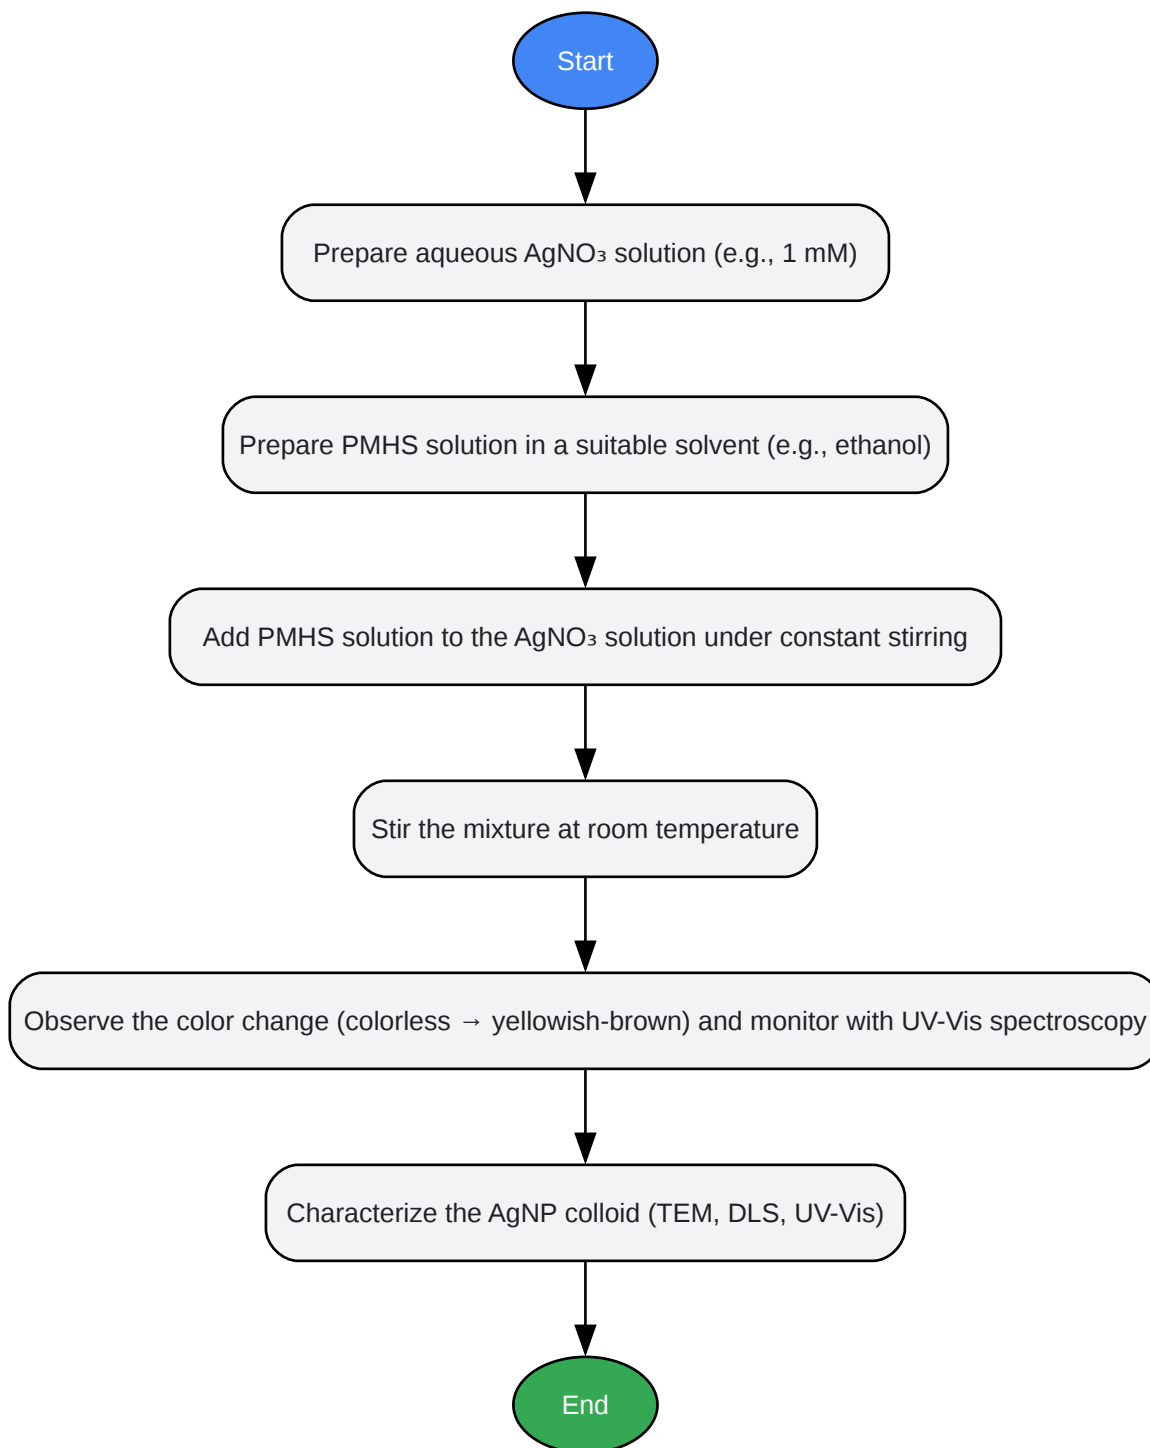 Start
Prepare aqueous AgNO₃ solution (e.g., 1 mM)
Prepare PMHS solution in a suitable solvent (e.g., ethanol)
Add PMHS solution to the AgNO₃ solution under constant stirring
Stir the mixture at room temperature
Observe the color change (colorless → yellowish-brown) and monitor with UV-Vis spectroscopy
Characterize the AgNP colloid (TEM, DLS, UV-Vis)
End